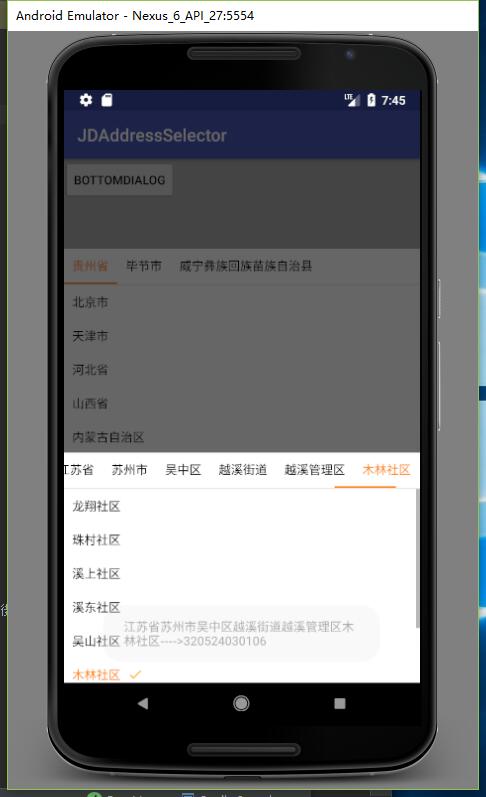 Android Emulator - Nexus_6_API_27:5554
LTE 7:45
JDAddressSelector
BOTTOMDIALOG
贵州省 毕节市 威宁彝族回族苗族自治县
北京市
天津市
河北省
山西省
内蒙古自治区
江苏省 苏州市 吴中区 越溪街道 越溪管理区 木林社区
龙翔社区
珠村社区
溪上社区
溪东社区
江苏省苏州市吴中区越溪街道越溪管理区木
林社区---->320524030106
吴山社区
木林社区